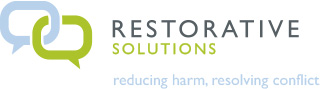 RESTORATIVE
SOLUTIONS
reducing harm, resolving conflict